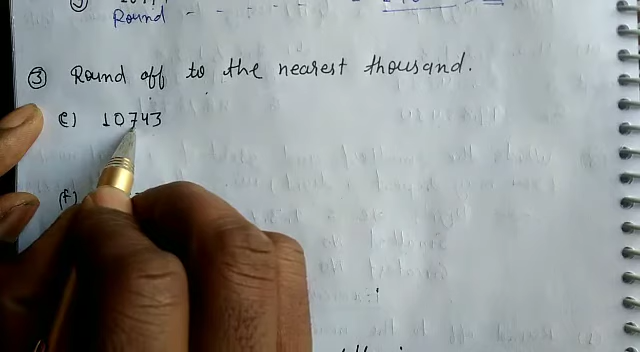 Round - - - - - -
③ Round off to the nearest thousand.
e) 10743
(f)